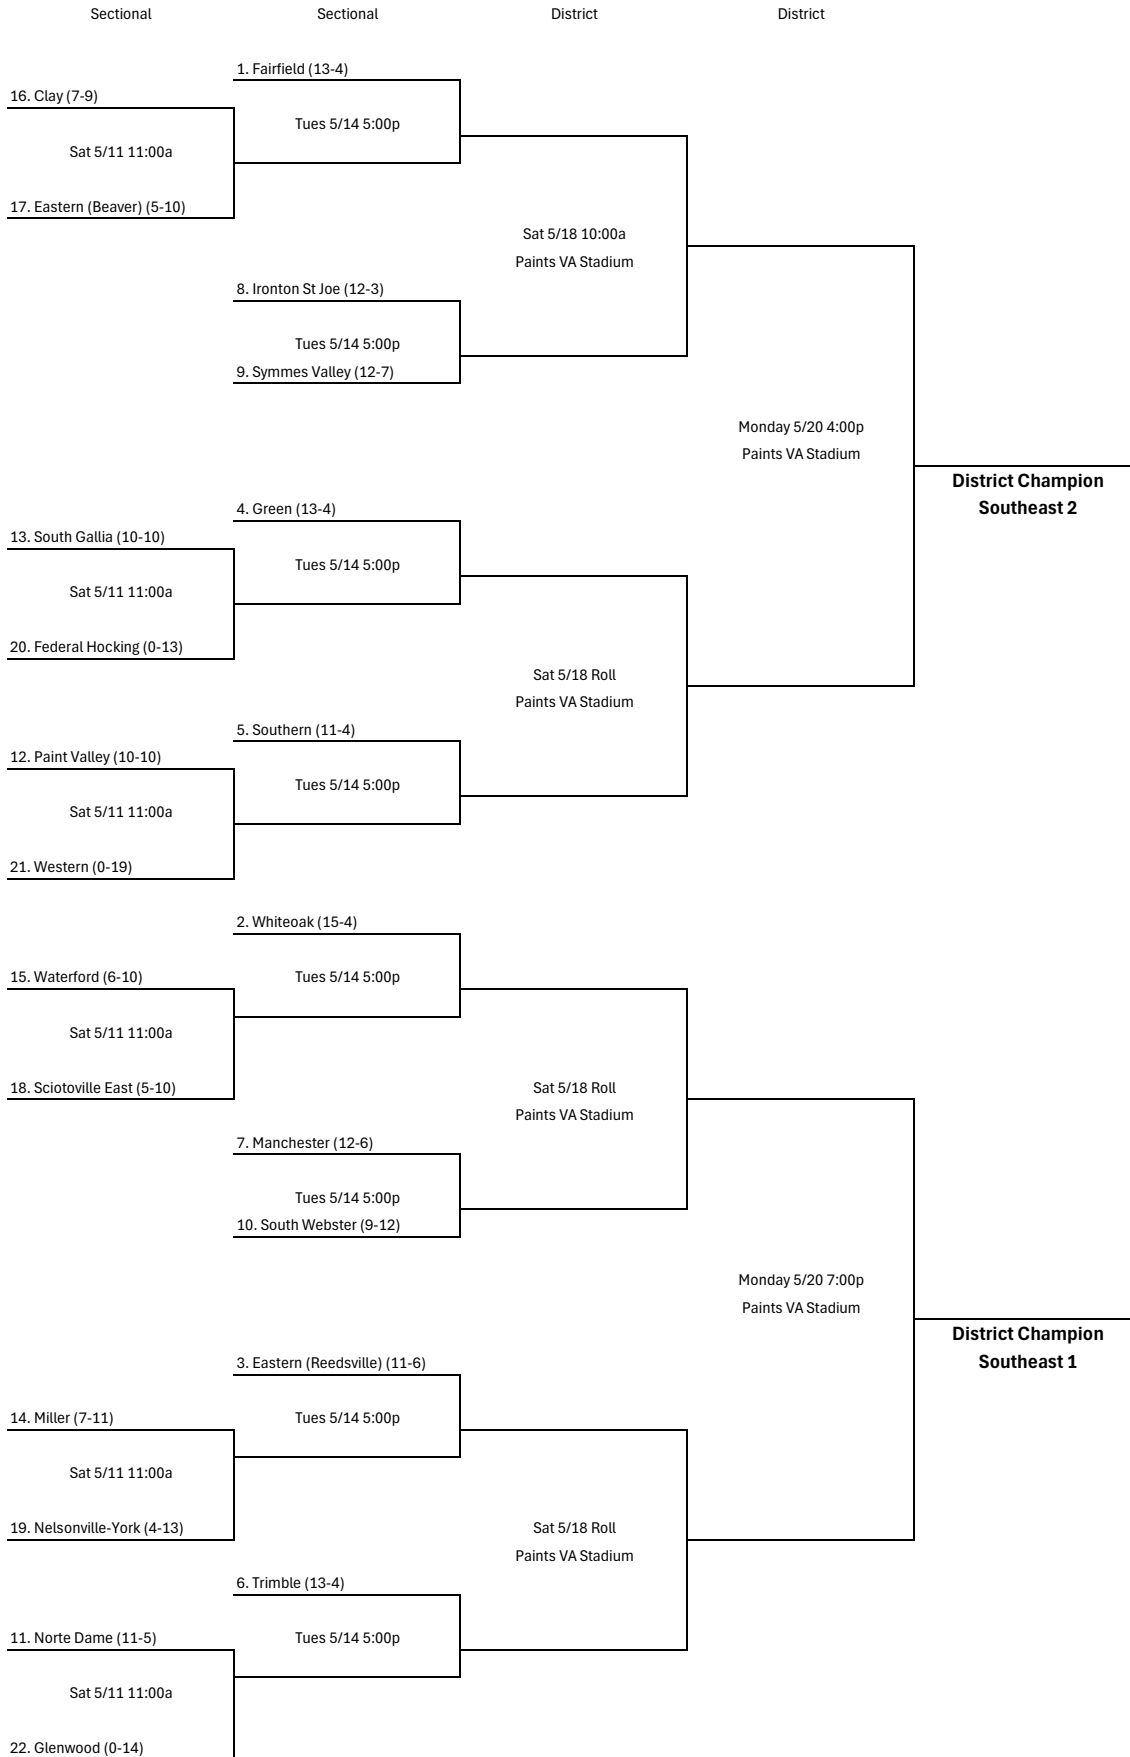 Sectional
Sectional
District
District
1. Fairfield (13-4)
16. Clay (7-9)
Tues 5/14 5:00p
Sat 5/11 11:00a
17. Eastern (Beaver) (5-10)
Sat 5/18 10:00a
Paints VA Stadium
8. Ironton St Joe (12-3)
Tues 5/14 5:00p
9. Symmes Valley (12-7)
Monday 5/20 4:00p
Paints VA Stadium
District Champion
Southeast 2
4. Green (13-4)
13. South Gallia (10-10)
Tues 5/14 5:00p
Sat 5/11 11:00a
20. Federal Hocking (0-13)
Sat 5/18 Roll
Paints VA Stadium
5. Southern (11-4)
12. Paint Valley (10-10)
Tues 5/14 5:00p
Sat 5/11 11:00a
21. Western (0-19)
2. Whiteoak (15-4)
15. Waterford (6-10)
Tues 5/14 5:00p
Sat 5/11 11:00a
18. Sciotoville East (5-10)
Sat 5/18 Roll
Paints VA Stadium
7. Manchester (12-6)
Tues 5/14 5:00p
10. South Webster (9-12)
Monday 5/20 7:00p
Paints VA Stadium
District Champion
Southeast 1
3. Eastern (Reedsville) (11-6)
14. Miller (7-11)
Tues 5/14 5:00p
Sat 5/11 11:00a
19. Nelsonville-York (4-13)
Sat 5/18 Roll
Paints VA Stadium
6. Trimble (13-4)
11. Norte Dame (11-5)
Tues 5/14 5:00p
Sat 5/11 11:00a
22. Glenwood (0-14)